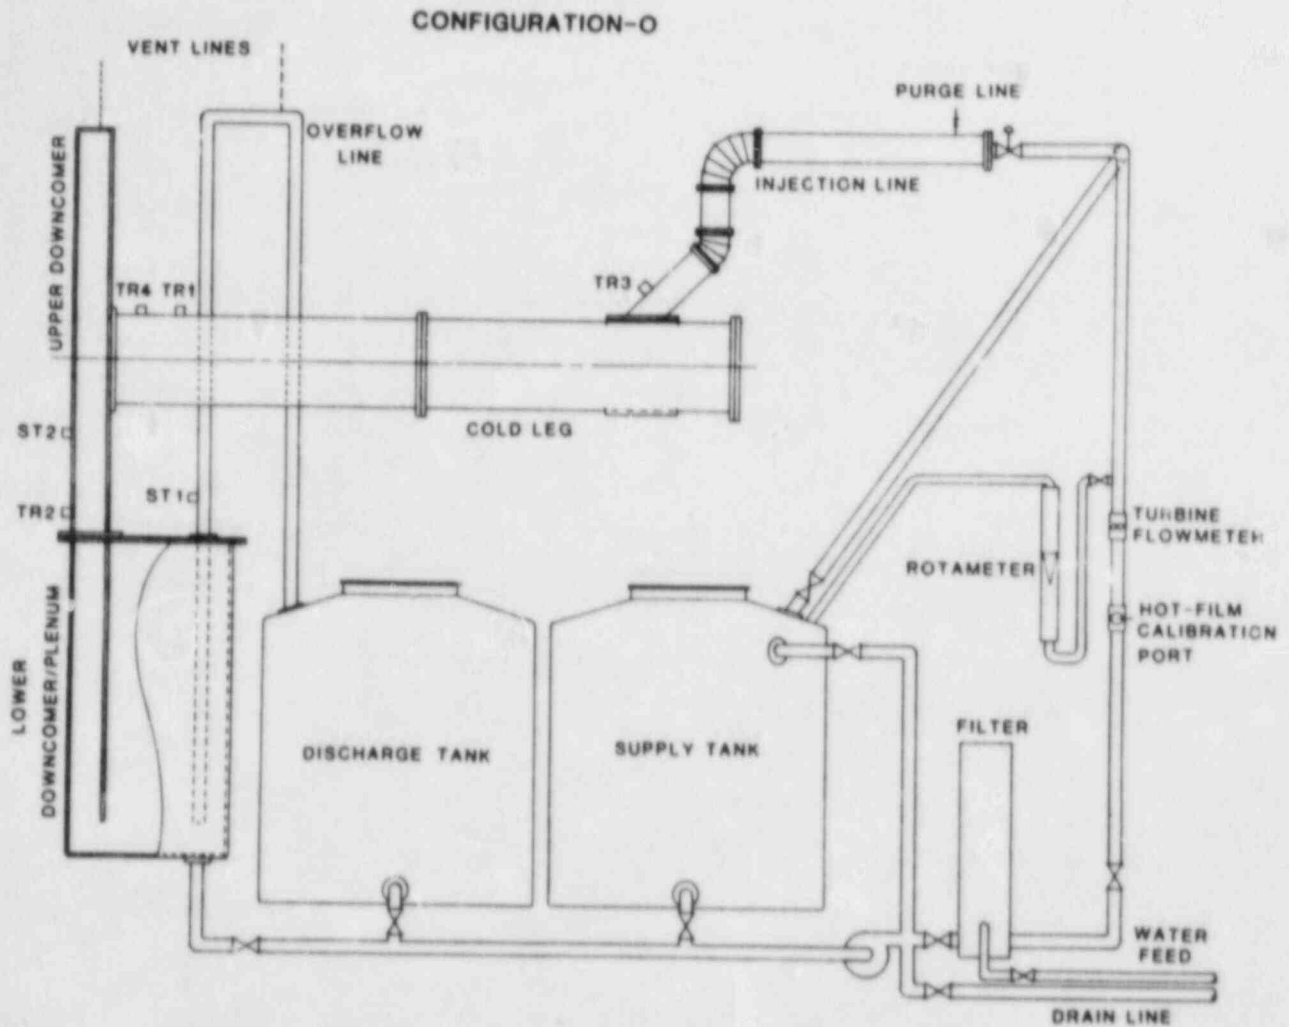 CONFIGURATION-O
VENT LINES
PURGE LINE
OVERFLOW
LINE
INJECTION LINE
UPPER DOWNCOMER
TR4 TR1
TR3
ST2
COLD LEG
ST1
TR2
TURBINE
FLOWMETER
ROTAMETER
HOT-FILM
CALIBRATION
PORT
LOWER
DOWNCOMER/PLENUM
DISCHARGE TANK
SUPPLY TANK
FILTER
WATER
FEED
DRAIN LINE